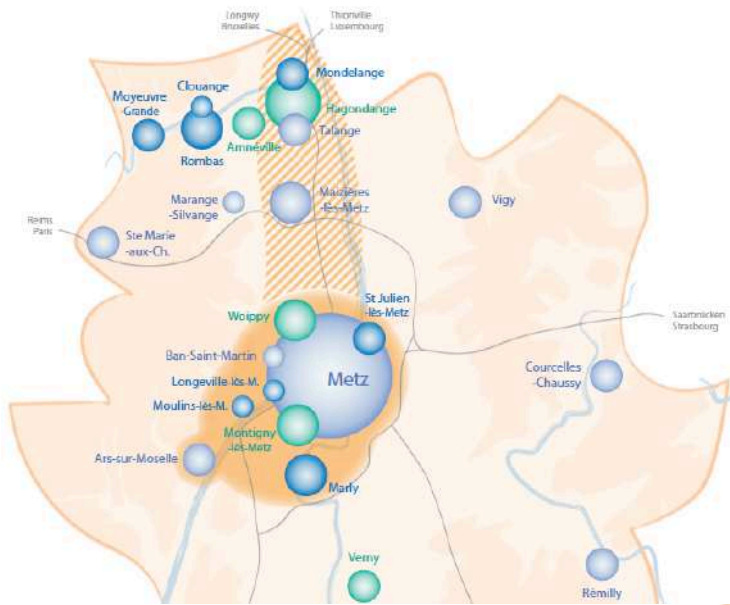 Longwy
Bruxelles
Thionville
Luxembourg
Mondelange
Clouange
Moyeuvre
-Grande
Hagondange
Talange
Amnéville
Rombas
Marange
-Silvange
Maizières
-lès-Metz
Vigy
Reims
Paris
Ste Marie
-aux-Ch.
Woippy
St Julien
-lès-Metz
Saarbrücken
Strasbourg
Ban-Saint-Martin
Metz
Courcelles
-Chaussy
Longeville-lès-M.
Moulins-lès-M.
Montigny
-lès-Metz
Ars-sur-Moselle
Marly
Verny
Rémilly